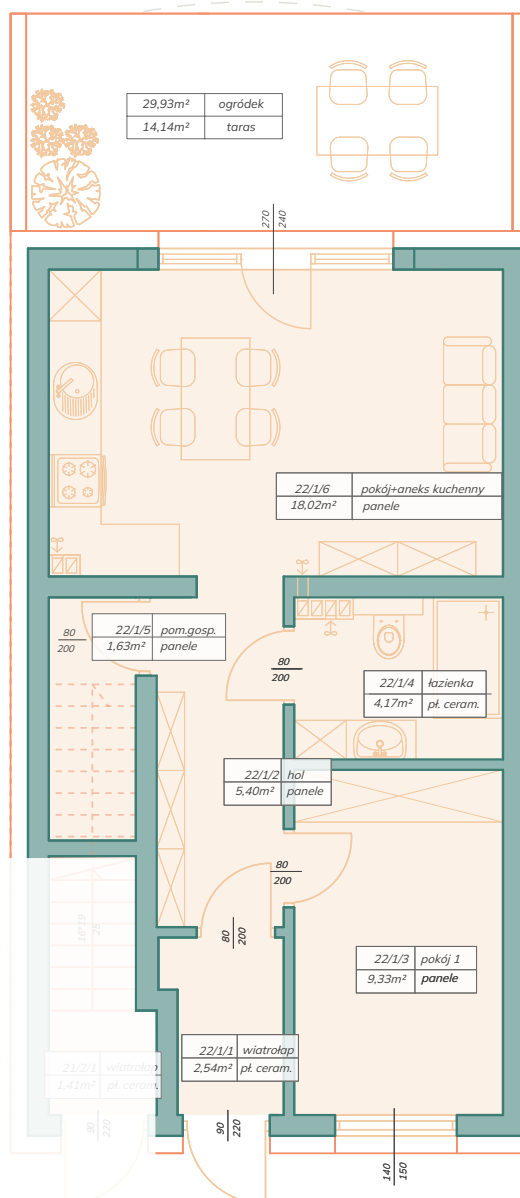 29,93m² ogródek
14,14m² taras
270
240
22/1/6 pokój+aneks kuchenny
18,02m² panele
80
200
22/1/5 pom.gosp.
1,63m² panele
80
200
22/1/4 łazienka
4,17m² pł. ceram.
22/1/2 hol
5,40m² panele
80
200
16*19
25
80
200
22/1/3 pokój 1
9,33m² panele
22/1/1 wiatrołap
2,54m² pł. ceram.
21/2/1 wiatrołap
1,41m² pł. ceram.
90
220
90
220
140
150